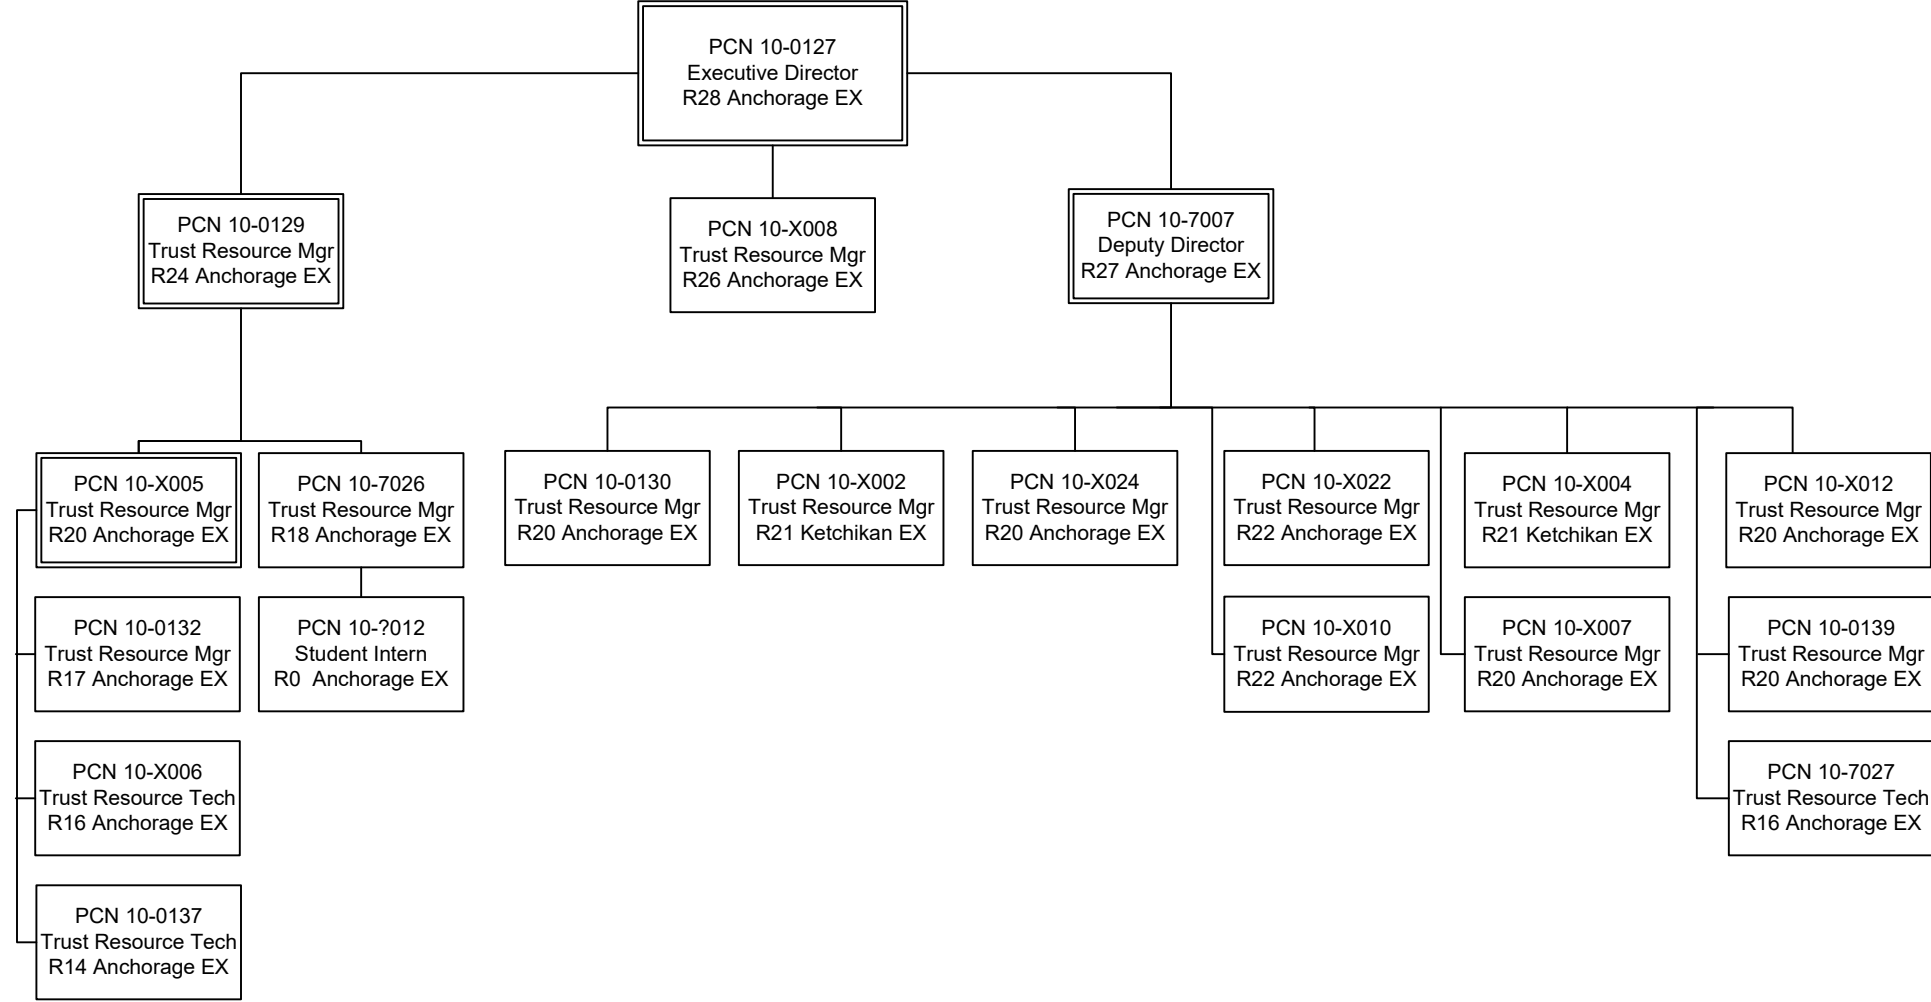 PCN 10-0127
Executive Director
R28 Anchorage EX
PCN 10-0129
Trust Resource Mgr
R24 Anchorage EX
PCN 10-X008
Trust Resource Mgr
R26 Anchorage EX
PCN 10-7007
Deputy Director
R27 Anchorage EX
PCN 10-X005
Trust Resource Mgr
R20 Anchorage EX
PCN 10-7026
Trust Resource Mgr
R18 Anchorage EX
PCN 10-0130
Trust Resource Mgr
R20 Anchorage EX
PCN 10-X002
Trust Resource Mgr
R21 Ketchikan EX
PCN 10-X024
Trust Resource Mgr
R20 Anchorage EX
PCN 10-X022
Trust Resource Mgr
R22 Anchorage EX
PCN 10-X004
Trust Resource Mgr
R21 Ketchikan EX
PCN 10-X012
Trust Resource Mgr
R20 Anchorage EX
PCN 10-0132
Trust Resource Mgr
R17 Anchorage EX
PCN 10-?012
Student Intern
R0 Anchorage EX
PCN 10-X010
Trust Resource Mgr
R22 Anchorage EX
PCN 10-X007
Trust Resource Mgr
R20 Anchorage EX
PCN 10-0139
Trust Resource Mgr
R20 Anchorage EX
PCN 10-X006
Trust Resource Tech
R16 Anchorage EX
PCN 10-7027
Trust Resource Tech
R16 Anchorage EX
PCN 10-0137
Trust Resource Tech
R14 Anchorage EX